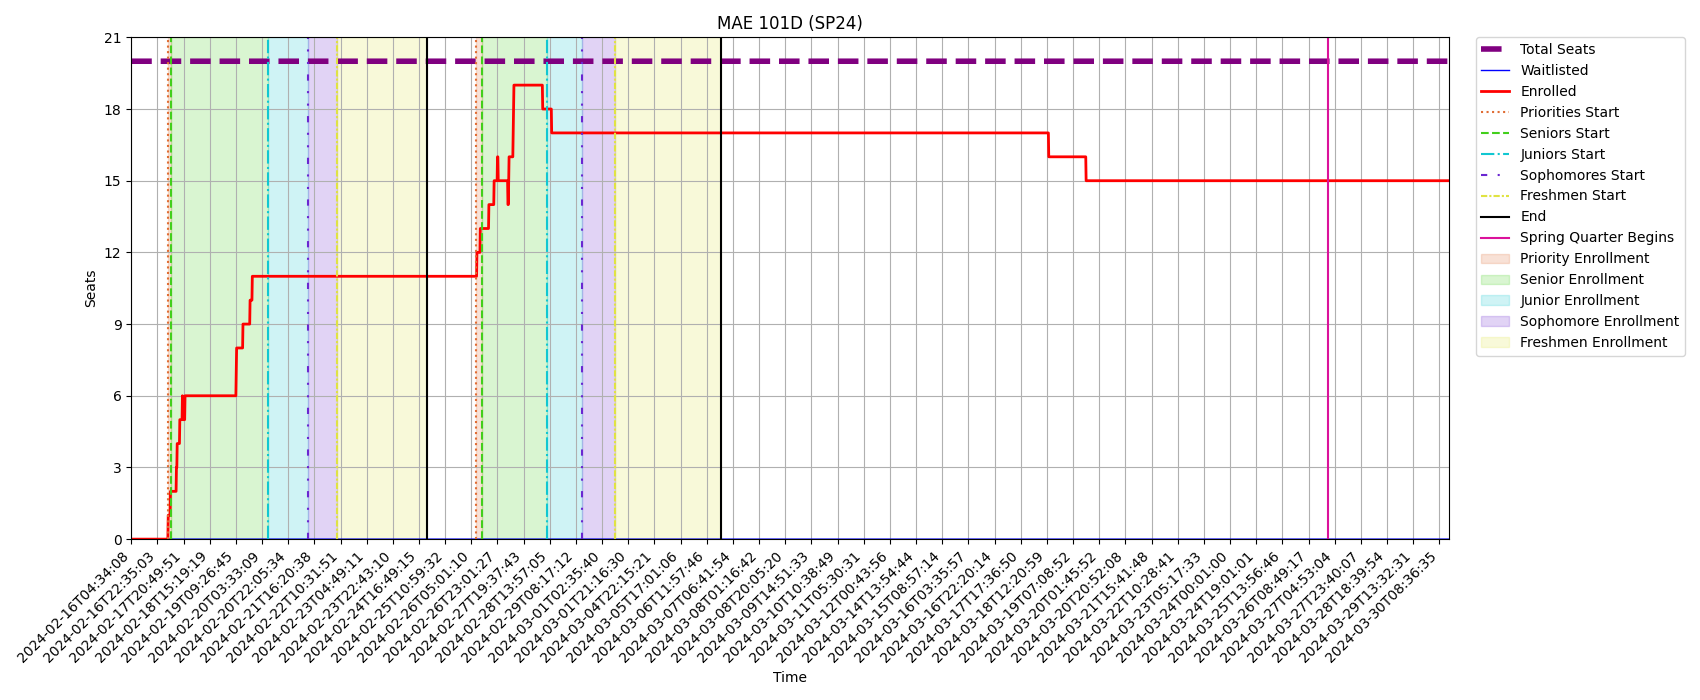 MAE 101D (SP24)
21
18
15
12
9
6
3
0
Seats
2024-02-16T04:34:08
2024-02-16T22:35:03
2024-02-17T20:49:51
2024-02-18T15:19:19
2024-02-19T09:26:45
2024-02-20T03:33:09
2024-02-20T22:05:34
2024-02-21T16:20:38
2024-02-22T10:31:51
2024-02-23T04:49:11
2024-02-23T22:43:10
2024-02-24T16:49:15
2024-02-25T10:59:32
2024-02-26T05:01:10
2024-02-26T23:01:27
2024-02-27T19:37:43
2024-02-28T13:57:05
2024-02-29T08:17:12
2024-03-01T02:35:40
2024-03-01T21:16:30
2024-03-04T22:15:21
2024-03-05T17:01:06
2024-03-06T11:57:46
2024-03-07T06:41:54
2024-03-08T01:16:42
2024-03-08T20:05:20
2024-03-09T14:51:33
2024-03-10T10:38:49
2024-03-11T05:30:31
2024-03-12T00:43:56
2024-03-14T13:54:44
2024-03-15T08:57:14
2024-03-16T03:35:57
2024-03-16T22:20:14
2024-03-17T17:36:50
2024-03-18T12:20:59
2024-03-19T07:08:52
2024-03-20T01:45:52
2024-03-20T20:52:08
2024-03-21T15:41:48
2024-03-22T10:28:41
2024-03-23T05:17:33
2024-03-24T00:01:00
2024-03-24T19:01:01
2024-03-25T13:56:46
2024-03-26T08:49:17
2024-03-27T04:53:04
2024-03-27T23:40:07
2024-03-28T18:39:54
2024-03-29T13:32:31
2024-03-30T08:36:35
Time
Total Seats
Waitlisted
Enrolled
Priorities Start
Seniors Start
Juniors Start
Sophomores Start
Freshmen Start
End
Spring Quarter Begins
Priority Enrollment
Senior Enrollment
Junior Enrollment
Sophomore Enrollment
Freshmen Enrollment